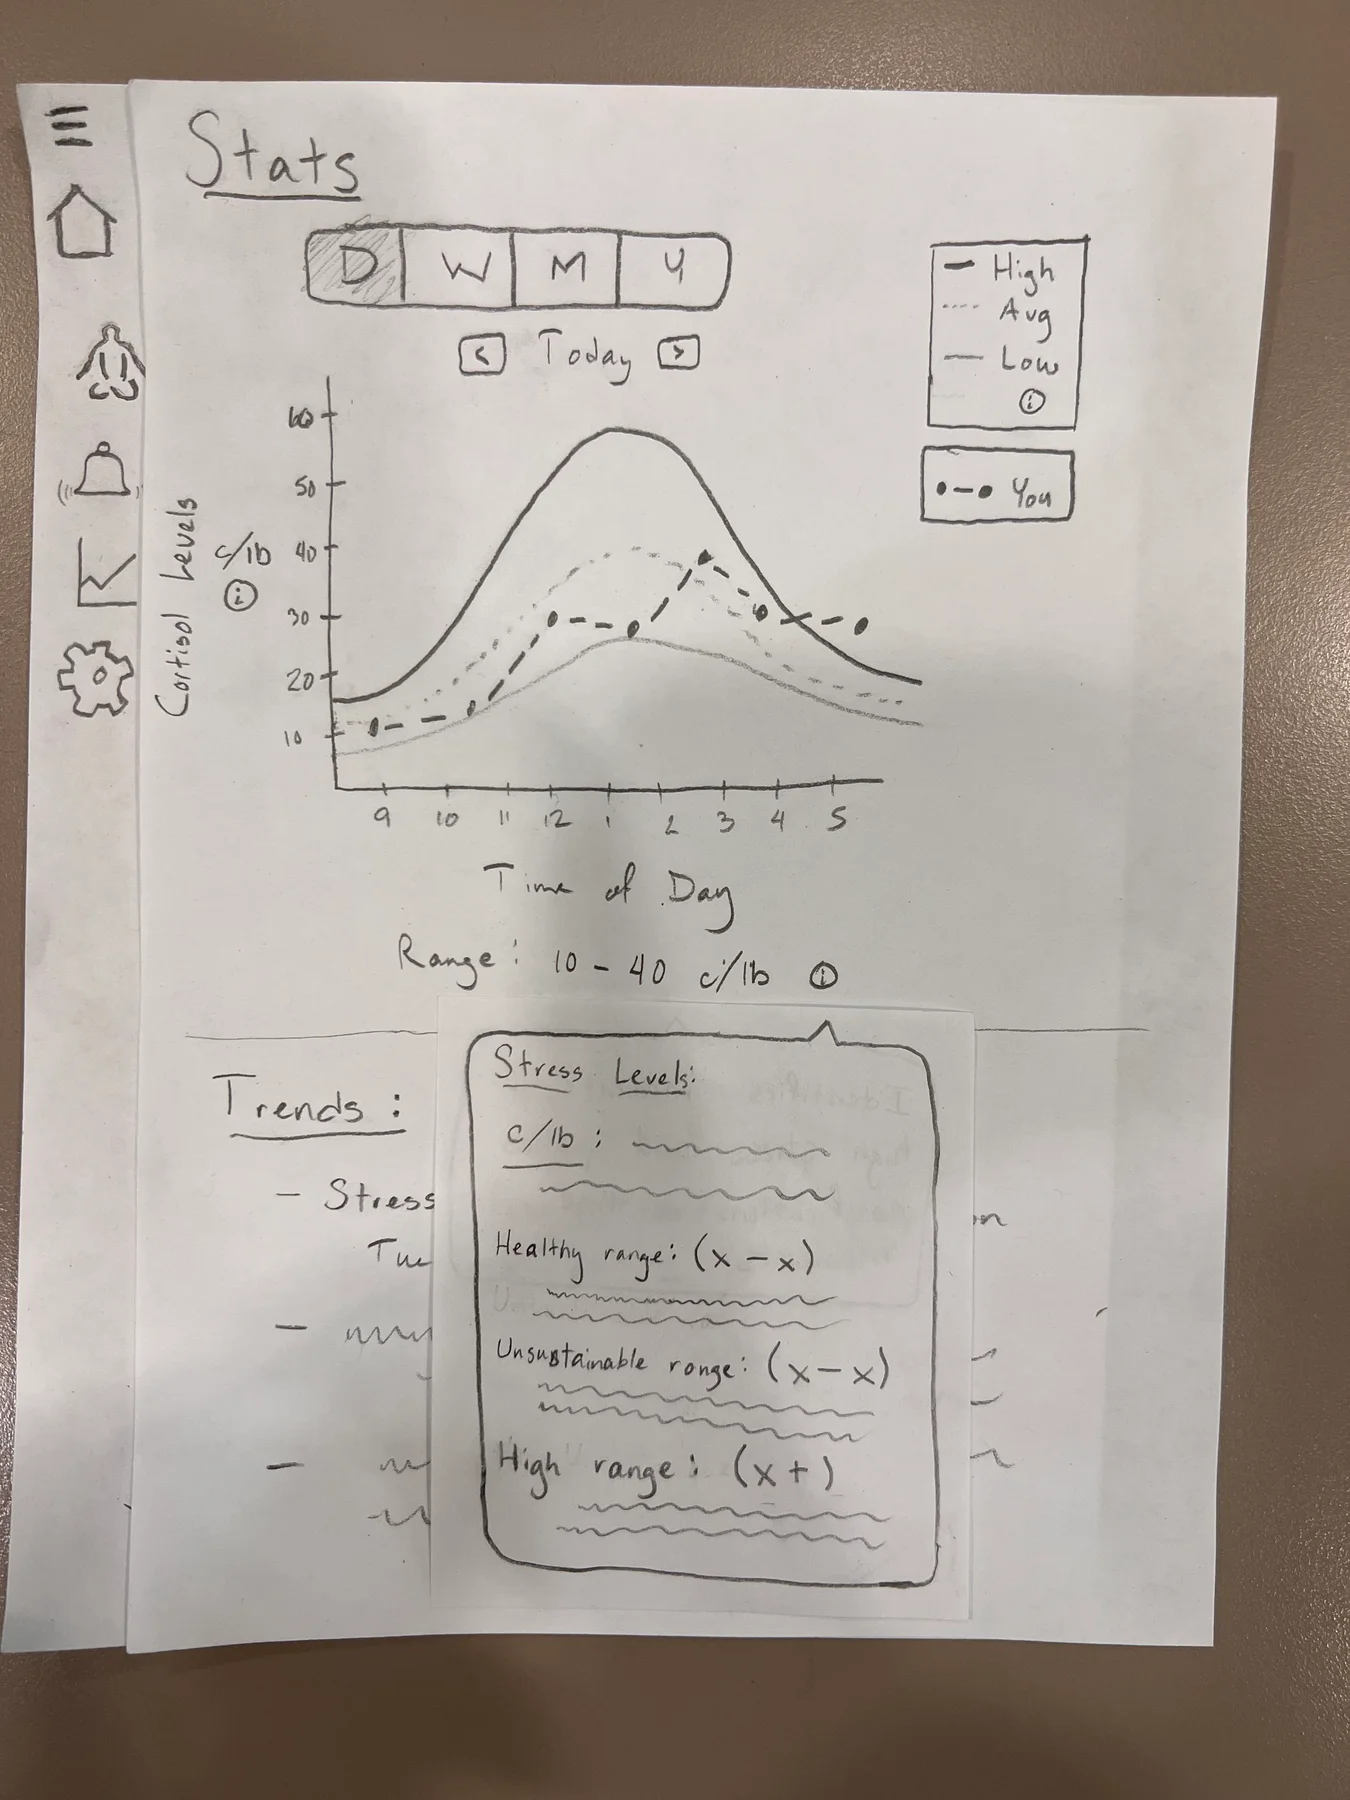 Stats
D W M Y
< Today >
High
Avg
Low
i
You
60
50
40
30
20
10
Cortisol Levels
c/lb
i
9 10 11 12 1 2 3 4 5
Time of Day
Range: 10 - 40 c/lb i
Trends:
- Stress
Tue
Stress Levels:
c/lb:
Healthy range: (x - x)
Unsustainable range: (x - x)
High range: (x+)